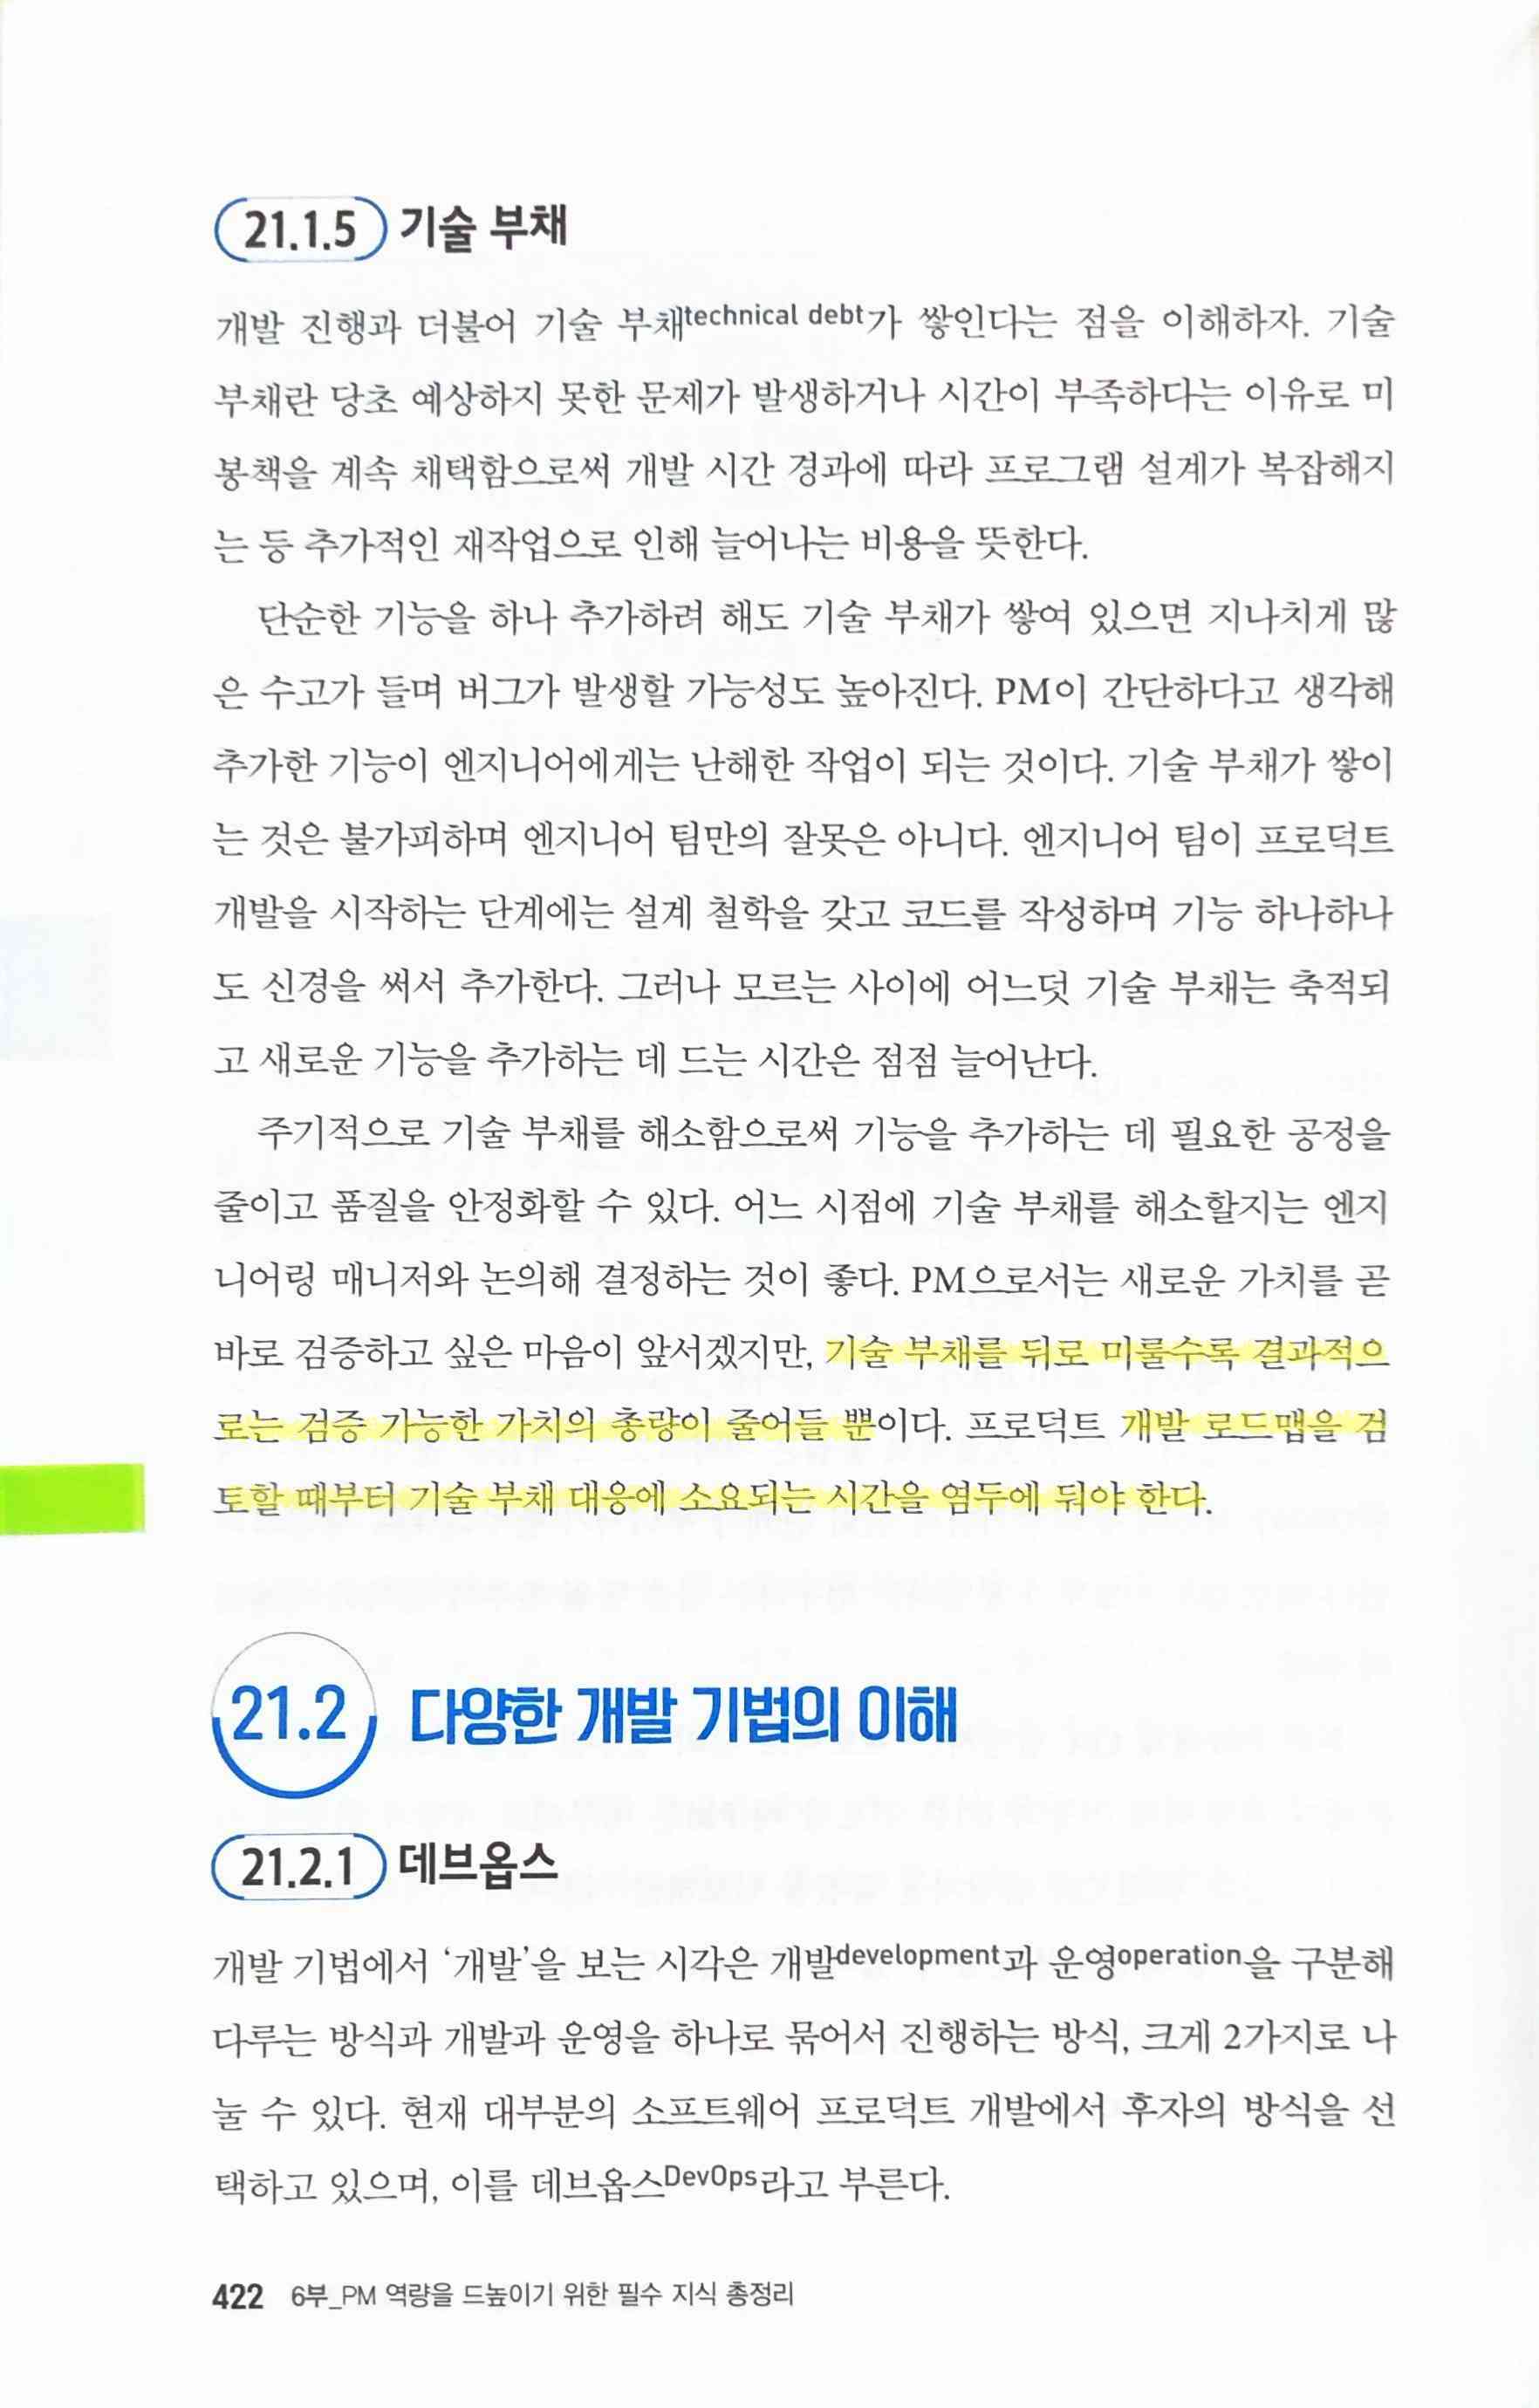 21.1.5 기술 부채
개발 진행과 더불어 기술 부채technical debt가 쌓인다는 점을 이해하자. 기술
부채란 당초 예상하지 못한 문제가 발생하거나 시간이 부족하다는 이유로 미
봉책을 계속 채택함으로써 개발 시간 경과에 따라 프로그램 설계가 복잡해지
는 등 추가적인 재작업으로 인해 늘어나는 비용을 뜻한다.
단순한 기능을 하나 추가하려 해도 기술 부채가 쌓여 있으면 지나치게 많
은 수고가 들며 버그가 발생할 가능성도 높아진다. PM이 간단하다고 생각해
추가한 기능이 엔지니어에게는 난해한 작업이 되는 것이다. 기술 부채가 쌓이
는 것은 불가피하며 엔지니어 팀만의 잘못은 아니다. 엔지니어 팀이 프로덕트
개발을 시작하는 단계에는 설계 철학을 갖고 코드를 작성하며 기능 하나하나
도 신경을 써서 추가한다. 그러나 모르는 사이에 어느덧 기술 부채는 축적되
고 새로운 기능을 추가하는 데 드는 시간은 점점 늘어난다.
주기적으로 기술 부채를 해소함으로써 기능을 추가하는 데 필요한 공정을
줄이고 품질을 안정화할 수 있다. 어느 시점에 기술 부채를 해소할지는 엔지
니어링 매니저와 논의해 결정하는 것이 좋다. PM으로서는 새로운 가치를 곧
바로 검증하고 싶은 마음이 앞서겠지만, 기술 부채를 뒤로 미룰수록 결과적으
로는 검증 가능한 가치의 총량이 줄어들 뿐이다. 프로덕트 개발 로드맵을 검
토할 때부터 기술 부채 대응에 소요되는 시간을 염두에 둬야 한다.
21.2 다양한 개발 기법의 이해
21.2.1 데브옵스
개발 기법에서 ‘개발’을 보는 시각은 개발development과 운영operation을 구분해
다루는 방식과 개발과 운영을 하나로 묶어서 진행하는 방식, 크게 2가지로 나
눌 수 있다. 현재 대부분의 소프트웨어 프로덕트 개발에서 후자의 방식을 선
택하고 있으며, 이를 데브옵스DevOps라고 부른다.
422 6부_PM 역량을 드높이기 위한 필수 지식 총정리